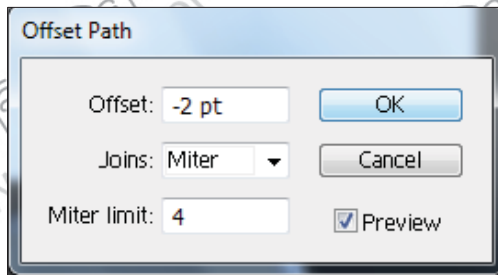 Offset Path
Offset: -2 pt
OK
Joins: Miter
Cancel
Miter limit: 4
Preview